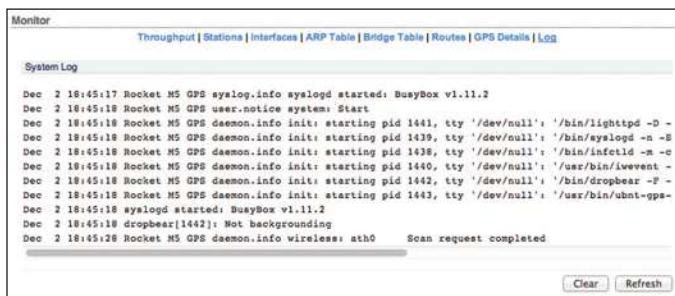 Monitor
Throughput | Stations | Interfaces | ARP Table | Bridge Table | Routes | GPS Details | Log
System Log
Dec 2 18:45:17 Rocket M5 GPS syslog.info syslogd started: BusyBox v1.11.2
Dec 2 18:45:18 Rocket M5 GPS user.notice system: Start
Dec 2 18:45:18 Rocket M5 GPS daemon.info init: starting pid 1441, tty '/dev/null': '/bin/lighttpd -D -
Dec 2 18:45:18 Rocket M5 GPS daemon.info init: starting pid 1439, tty '/dev/null': '/bin/syslogd -n -S
Dec 2 18:45:18 Rocket M5 GPS daemon.info init: starting pid 1438, tty '/dev/null': '/bin/infctld -m -c
Dec 2 18:45:18 Rocket M5 GPS daemon.info init: starting pid 1440, tty '/dev/null': '/usr/bin/iwevent -
Dec 2 18:45:18 Rocket M5 GPS daemon.info init: starting pid 1442, tty '/dev/null': '/bin/dropbear -F -
Dec 2 18:45:18 Rocket M5 GPS daemon.info init: starting pid 1443, tty '/dev/null': '/usr/bin/ubnt-gps-
Dec 2 18:45:18 syslogd started: BusyBox v1.11.2
Dec 2 18:45:18 dropbear[1442]: Not backgrounding
Dec 2 18:45:28 Rocket M5 GPS daemon.info wireless: ath0 Scan request completed
Clear Refresh